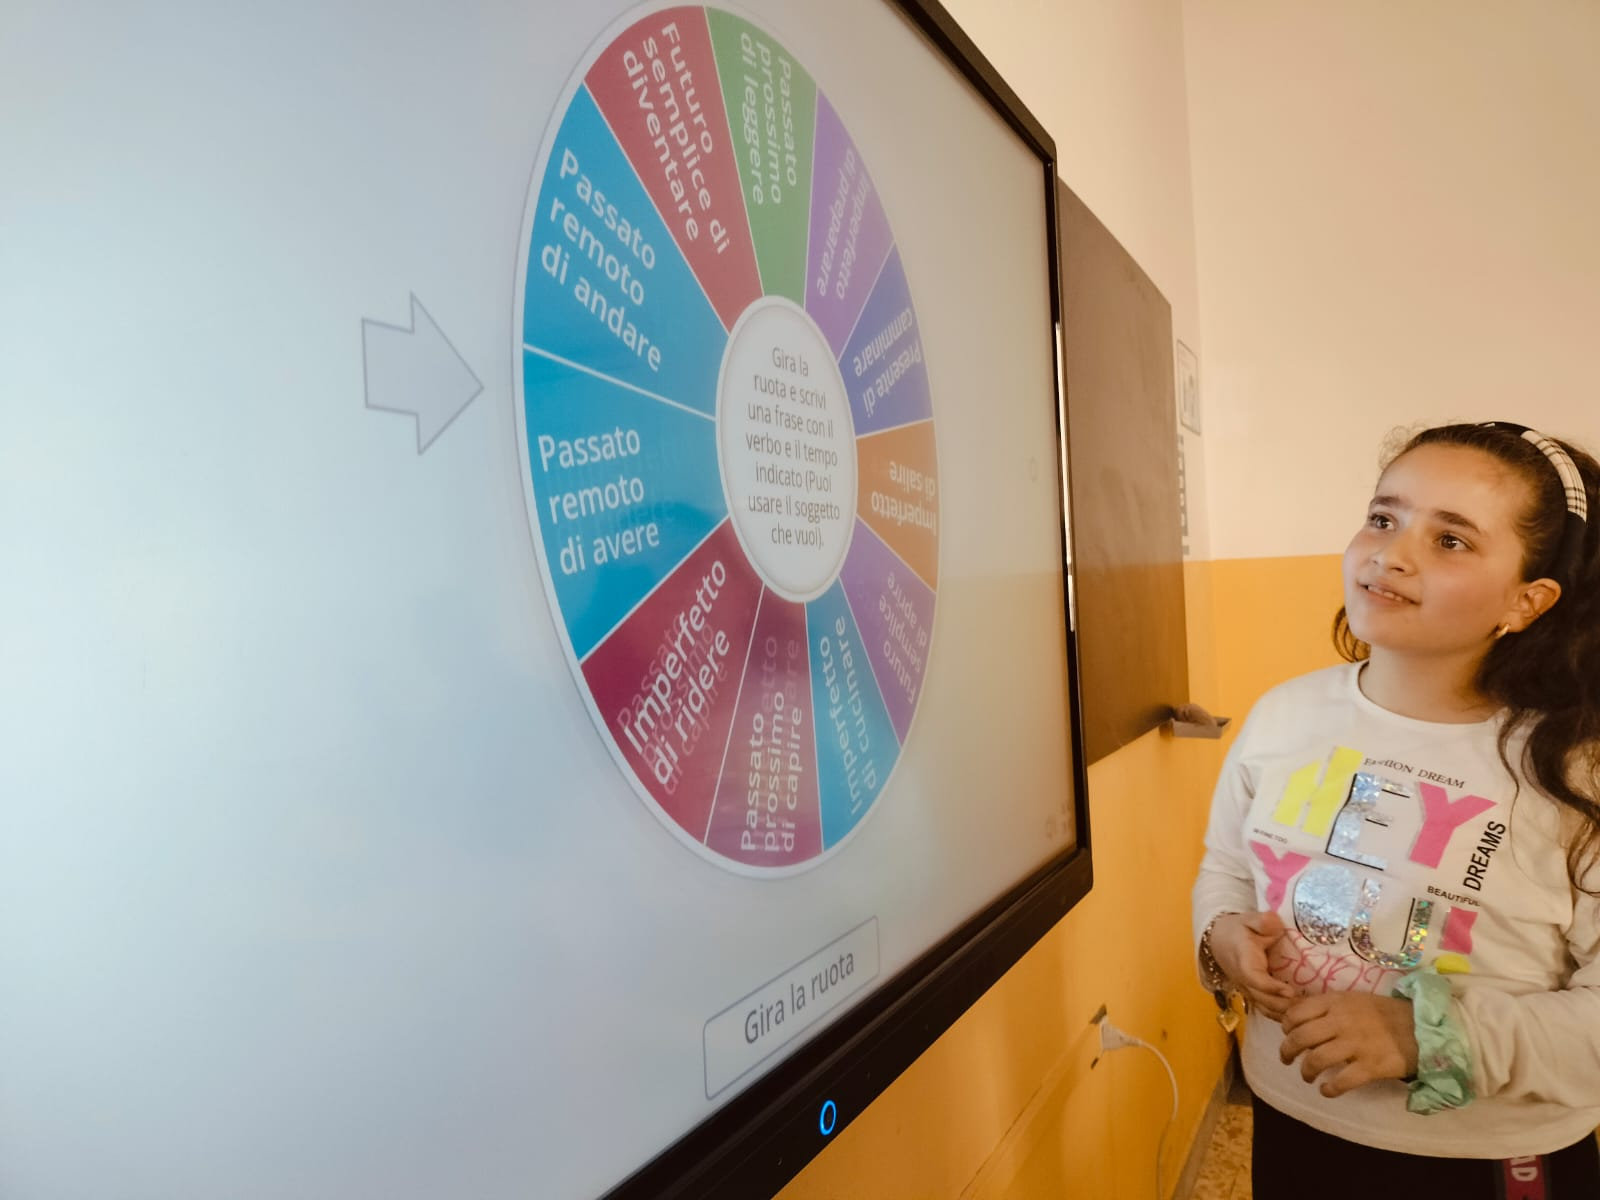 Futuro
semplice di
diventare
Passato
prossimo
di leggere
Imperfetto
di preparare
Presente di
camminare
Imperfetto
di salire
Futuro
semplice
di aprire
Imperfetto
di cucinare
Passato
prossimo
di capire
Imperfetto
di ridere
Passato
remoto
di avere
Passato
remoto
di andare
Gira la
ruota e scrivi
una frase con il
verbo e il tempo
indicato (Puoi
usare il soggetto
che vuoi).
Gira la ruota
FASHION DREAM
HEY
YOU
DREAMS
BEAUTIFUL